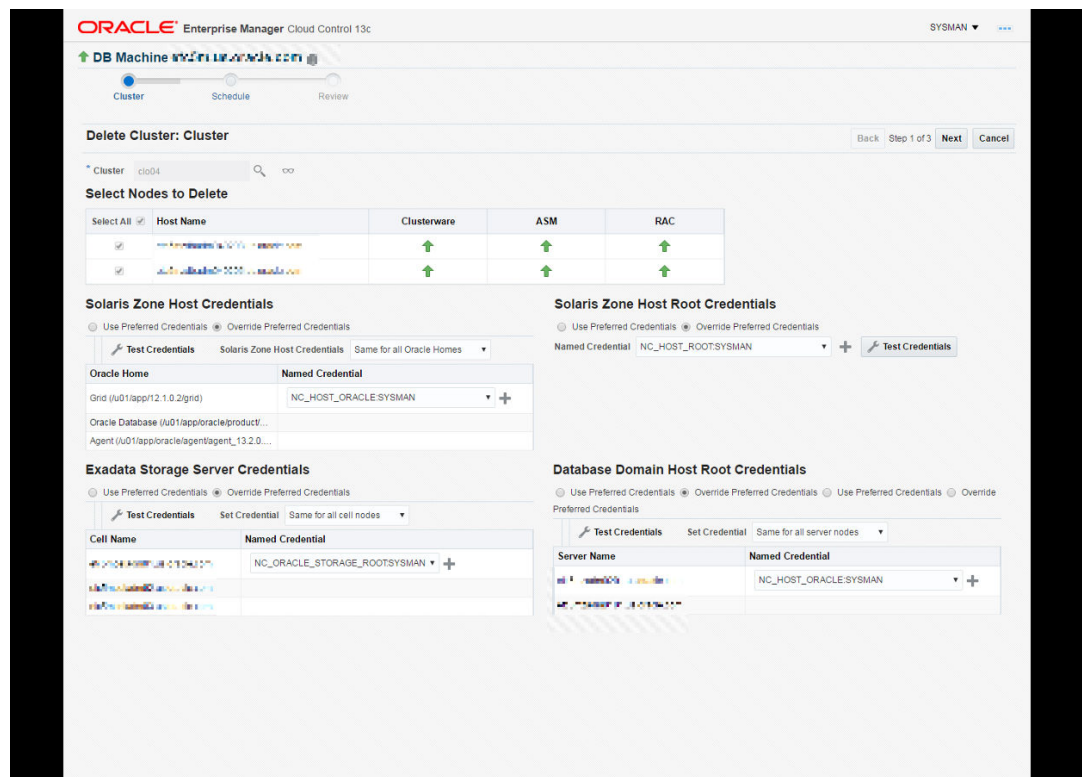 ORACLE® Enterprise Manager Cloud Control 13c SYSMAN
DB Machine
Cluster Schedule Review
Delete Cluster: Cluster Back Step 1 of 3 Next Cancel
* Cluster clo04
Select Nodes to Delete
Select All Host Name Clusterware ASM RAC
Solaris Zone Host Credentials
Use Preferred Credentials Override Preferred Credentials
Test Credentials Solaris Zone Host Credentials Same for all Oracle Homes
Oracle Home Named Credential
Grid (/u01/app/12.1.0.2/grid) NC_HOST_ORACLE:SYSMAN
Oracle Database (/u01/app/oracle/product/...
Agent (/u01/app/oracle/agent/agent_13.2.0....
Solaris Zone Host Root Credentials
Use Preferred Credentials Override Preferred Credentials
Named Credential NC_HOST_ROOT:SYSMAN Test Credentials
Exadata Storage Server Credentials
Use Preferred Credentials Override Preferred Credentials
Test Credentials Set Credential Same for all cell nodes
Cell Name Named Credential
NC_ORACLE_STORAGE_ROOT:SYSMAN
Database Domain Host Root Credentials
Use Preferred Credentials Override Preferred Credentials Use Preferred Credentials Override
Preferred Credentials
Test Credentials Set Credential Same for all server nodes
Server Name Named Credential
NC_HOST_ORACLE:SYSMAN